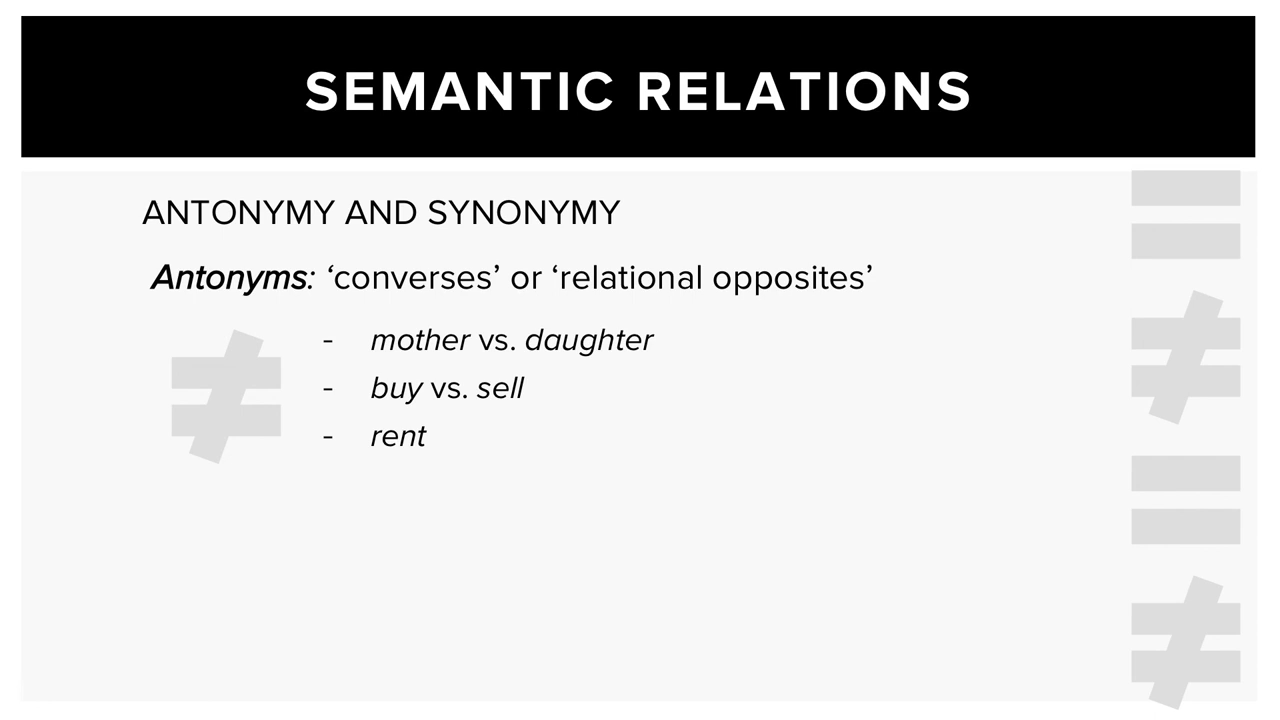 SEMANTIC RELATIONS
ANTONYMY AND SYNONYMY
Antonyms: ‘converses’ or ‘relational opposites’
- mother vs. daughter
- buy vs. sell
- rent